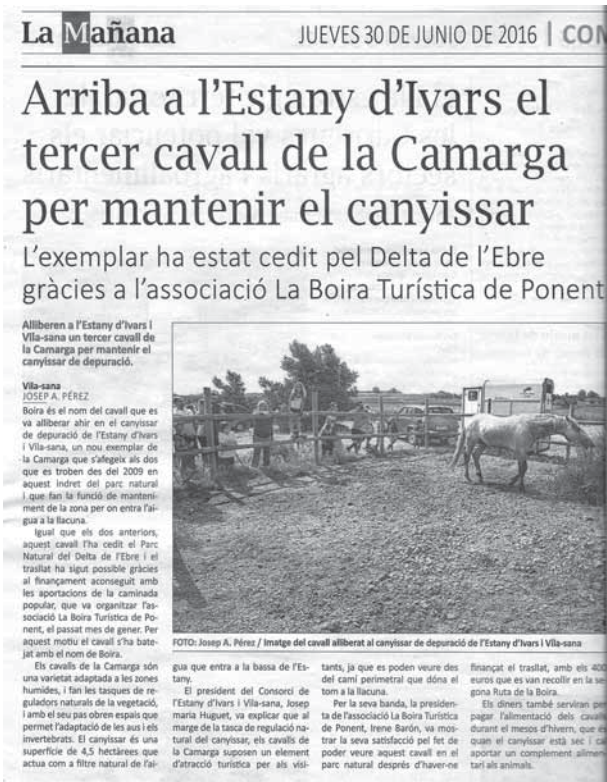 La Mañana
JUEVES 30 DE JUNIO DE 2016 | CON
Arriba a l'Estany d'Ivars el
tercer cavall de la Camarga
per mantenir el canyissar
L'exemplar ha estat cedit pel Delta de l'Ebre
gràcies a l'associació La Boira Turística de Ponent
Alliberen a l'Estany d'Ivars i
Vila-sana un tercer cavall de
la Camarga per mantenir el
canyissar de depuració.
Vila-sana
JOSEP A. PÉREZ
Boira és el nom del cavall que es
va alliberar ahir en el canyissar
de depuració de l'Estany d'Ivars
i Vila-sana, un nou exemplar de
la Camarga que s'afegeix als dos
que es troben des del 2009 en
aquest indret del parc natural
i que fan la funció de manteni-
ment de la zona per on entra l'ai-
gua a la llacuna.
Igual que els dos anteriors,
aquest cavall l'ha cedit el Parc
Natural del Delta de l'Ebre i el
trasllat ha sigut possible gràcies
al finançament aconseguit amb
les aportacions de la caminada
popular, que va organitzar l'as-
sociació La Boira Turística de Po-
nent, el passat mes de gener. Per
aquest motiu el cavall s'ha bate-
jat amb el nom de Boira.
Els cavalls de la Camarga són
una varietat adaptada a les zones
humides, i fan les tasques de re-
guladors naturals de la vegetació,
i amb el seu pas obren espais que
permet l'adaptació de les aus i els
invertebrats. El canyissar és una
superfície de 4,5 hectàrees que
actua com a filtre natural de l'ai-
FOTO: Josep A. Pérez / Imatge del cavall alliberat al canyissar de depuració de l'Estany d'Ivars i Vila-sana
gua que entra a la bassa de l'Es-
tany.
El president del Consorci de
l'Estany d'Ivars i Vila-sana, Josep
maria Huguet, va explicar que al
marge de la tasca de regulació na-
tural del canyissar, els cavalls de
la Camarga suposen un element
d'atracció turística per als visi-
tants, ja que es poden veure des
del camí perimetral que dóna el
tom a la llacuna.
Per la seva banda, la presiden-
ta de l'associació La Boira Turística
de Ponent, Irene Barón, va mos-
trar la seva satisfacció pel fet de
poder veure aquest cavall en el
parc natural després d'haver-ne
finançat el trasllat, amb els 400
euros que es van recollir en la se-
gona Ruta de la Boira.
Els diners també serviran per
pagar l'alimentació dels cavalls
durant el mesos d'hivern, que és
quan el canyissar està sec i cal
aportar un complement alimen-
tari als animals.